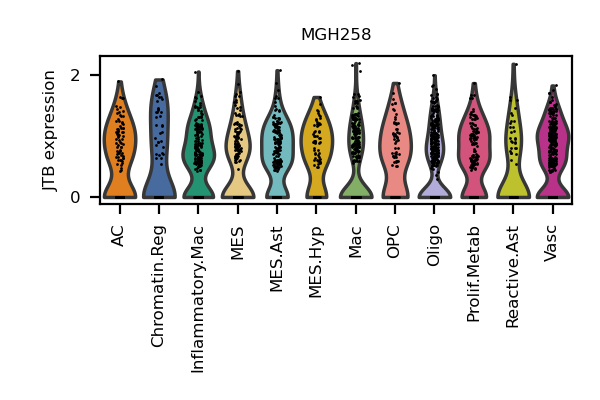 MGH258
JTB expression
2
0
AC
Chromatin.Reg
Inflammatory.Mac
MES
MES.Ast
MES.Hyp
Mac
OPC
Oligo
Prolif.Metab
Reactive.Ast
Vasc